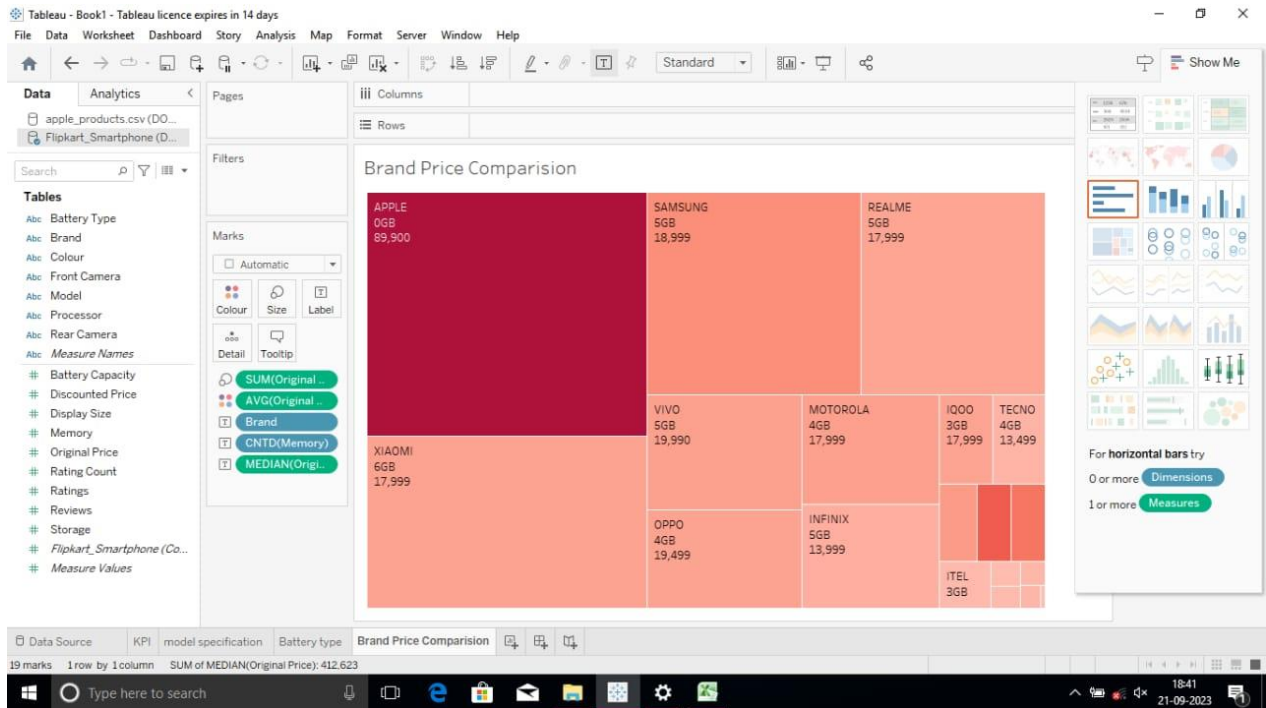 Tableau - Book1 - Tableau licence expires in 14 days
File Data Worksheet Dashboard Story Analysis Map Format Server Window Help
Standard
Show Me
Data Analytics
apple_products.csv (DO...
Flipkart_Smartphone (D...
Search
Tables
Abc Battery Type
Abc Brand
Abc Colour
Abc Front Camera
Abc Model
Abc Processor
Abc Rear Camera
Abc Measure Names
# Battery Capacity
# Discounted Price
# Display Size
# Memory
# Original Price
# Rating Count
# Ratings
# Reviews
# Storage
# Flipkart_Smartphone (Co...
# Measure Values
Pages
Filters
Marks
Automatic
Colour Size Label
Detail Tooltip
SUM(Original ..
AVG(Original ..
Brand
CNTD(Memory)
MEDIAN(Origi..
Columns
Rows
Brand Price Comparision
APPLE
0GB
89,900
XIAOMI
6GB
17,999
SAMSUNG
5GB
18,999
REALME
5GB
17,999
VIVO
5GB
19,990
OPPO
4GB
19,499
MOTOROLA
4GB
17,999
INFINIX
5GB
13,999
IQOO
3GB
17,999
TECNO
4GB
13,499
ITEL
3GB
For horizontal bars try
0 or more Dimensions
1 or more Measures
Data Source KPI model specification Battery type Brand Price Comparision
19 marks 1 row by 1 column SUM of MEDIAN(Original Price): 412,623
Type here to search
18:41
21-09-2023